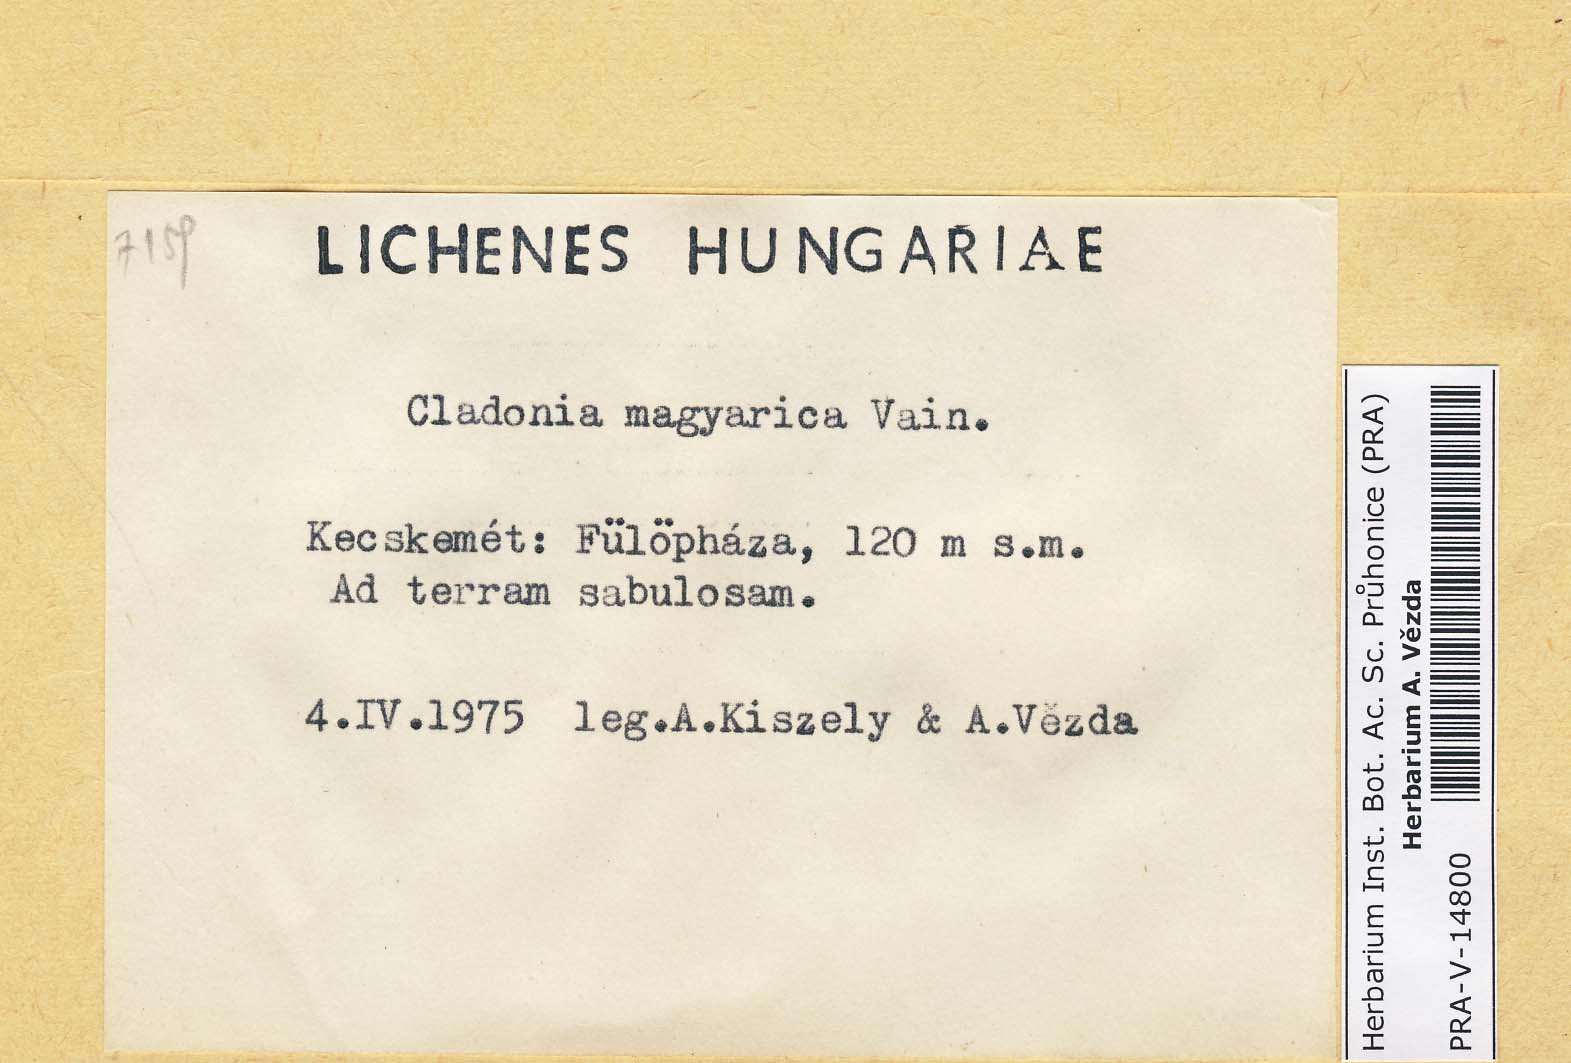 7159
LICHENES HUNGARIAE
Cladonia magyarica Vain.
Kecskemét: Fülöpháza, 120 m s.m.
Ad terram sabulosam.
4.IV.1975 leg.A.Kiszely & A.Vězda
Herbarium Inst. Bot. Ac. Sc. Průhonice (PRA)
Herbarium A. Vězda
PRA-V-14800